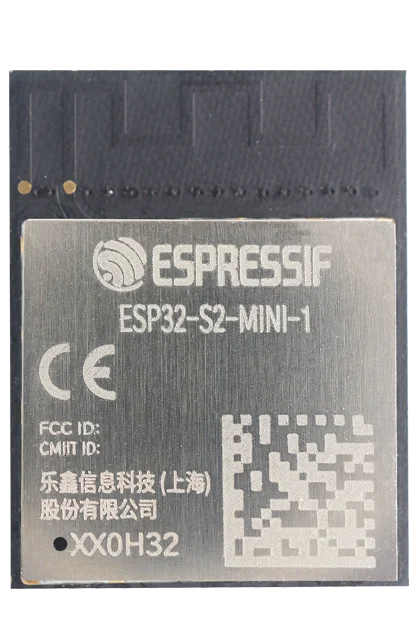 ESPRESSIF
ESP32-S2-MINI-1
CE
FCC ID:
CMIIT ID:
乐鑫信息科技(上海)
股份有限公司
XX0H32